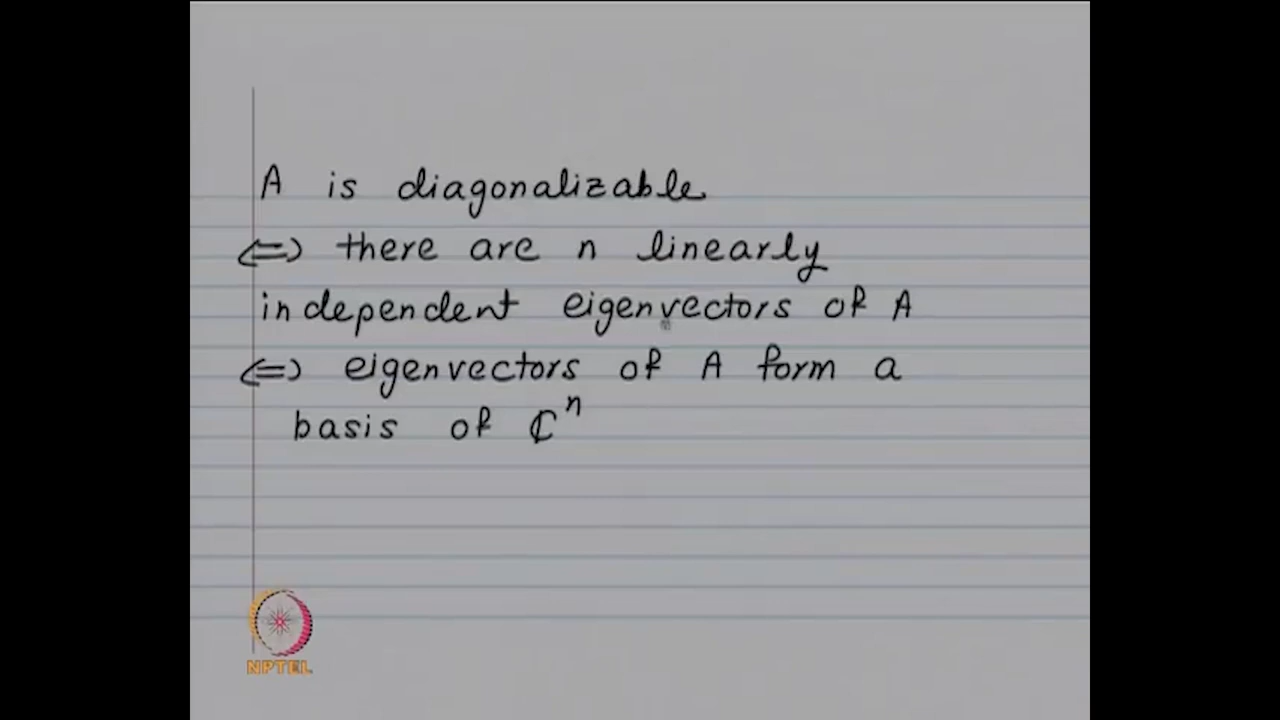 A is diagonalizable
⇔ there are n linearly
independent eigenvectors of A
⇔ eigenvectors of A form a
basis of ℂⁿ
NPTEL